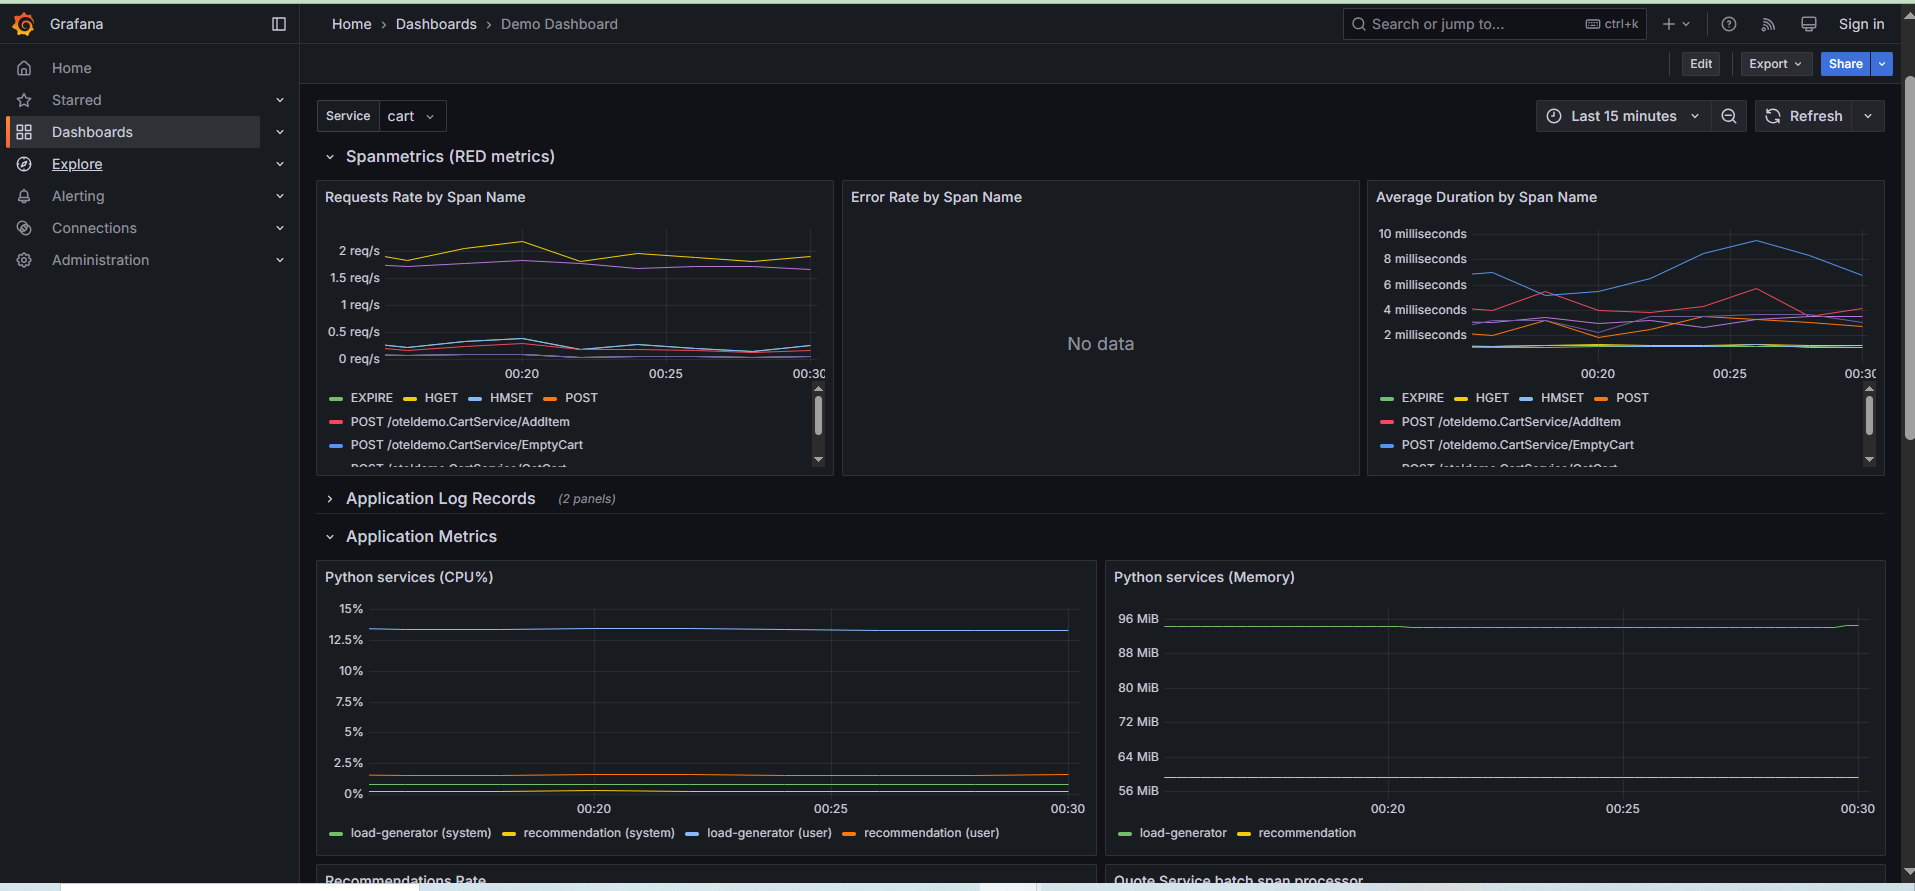 Grafana
Home › Dashboards › Demo Dashboard
Search or jump to... ctrl+k
Sign in
Edit
Export
Share
Home
Starred
Dashboards
Explore
Alerting
Connections
Administration
Service cart
Last 15 minutes
Refresh
Spanmetrics (RED metrics)
Requests Rate by Span Name
2 req/s
1.5 req/s
1 req/s
0.5 req/s
0 req/s
00:20 00:25 00:30
EXPIRE HGET HMSET POST
POST /oteldemo.CartService/AddItem
POST /oteldemo.CartService/EmptyCart
POST /oteldemo.CartService/GetCart
Error Rate by Span Name
No data
Average Duration by Span Name
10 milliseconds
8 milliseconds
6 milliseconds
4 milliseconds
2 milliseconds
00:20 00:25 00:30
EXPIRE HGET HMSET POST
POST /oteldemo.CartService/AddItem
POST /oteldemo.CartService/EmptyCart
POST /oteldemo.CartService/GetCart
Application Log Records (2 panels)
Application Metrics
Python services (CPU%)
15%
12.5%
10%
7.5%
5%
2.5%
0%
00:20 00:25 00:30
load-generator (system) recommendation (system) load-generator (user) recommendation (user)
Python services (Memory)
96 MiB
88 MiB
80 MiB
72 MiB
64 MiB
56 MiB
00:20 00:25 00:30
load-generator recommendation
Recommendations Rate
Quote Service batch span processor